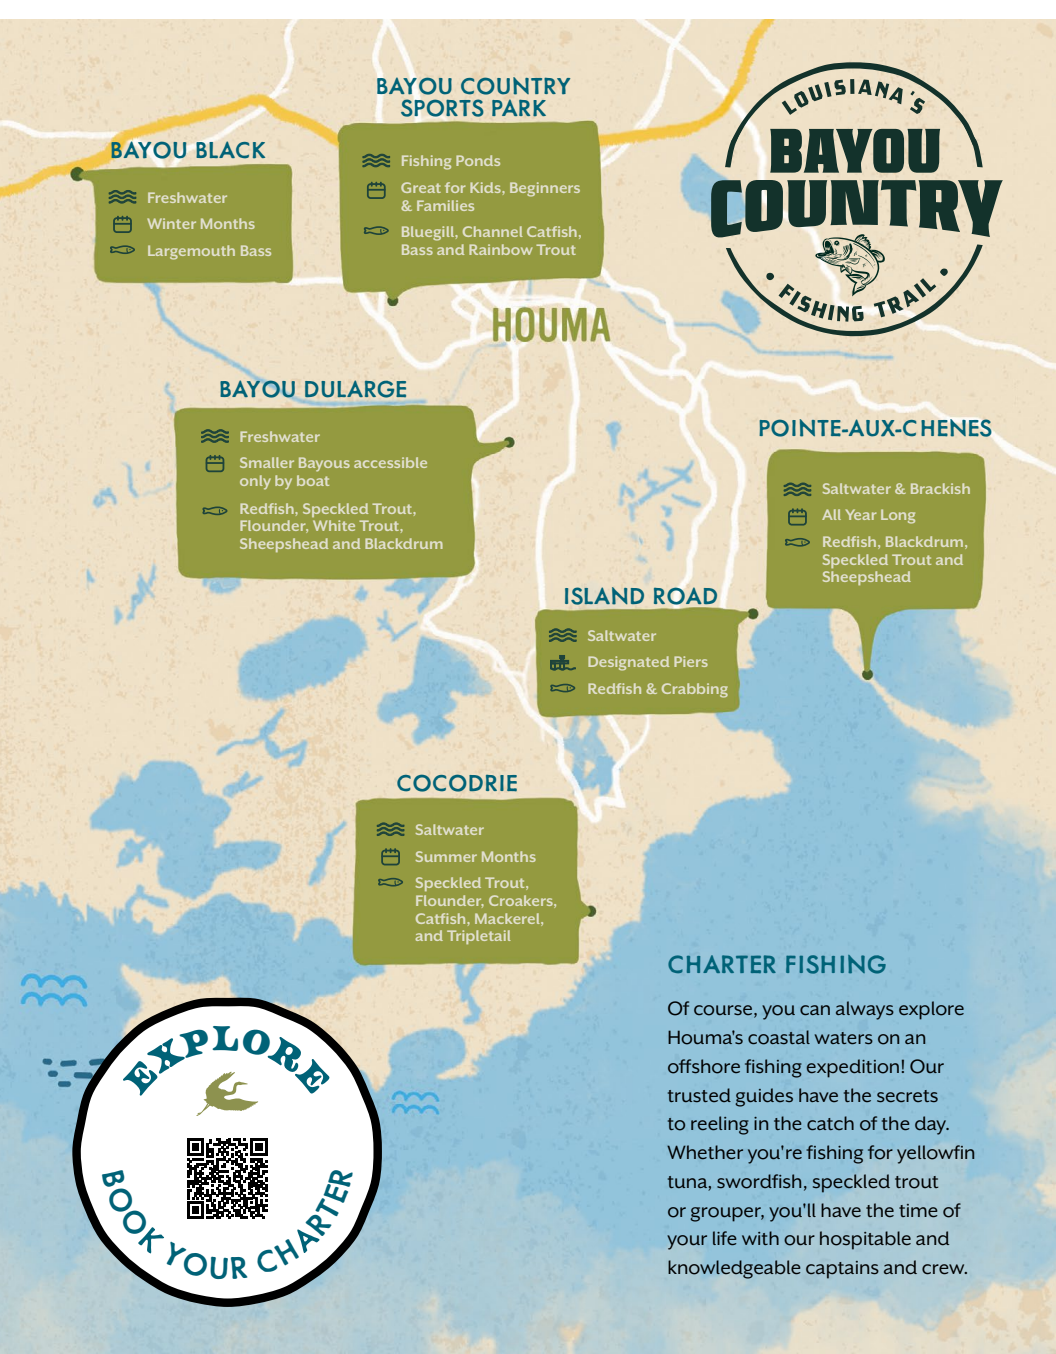 BAYOU COUNTRY
SPORTS PARK
Fishing Ponds
Great for Kids, Beginners
& Families
Bluegill, Channel Catfish,
Bass and Rainbow Trout
BAYOU BLACK
Freshwater
Winter Months
Largemouth Bass
LOUISIANA'S
BAYOU
COUNTRY
• FISHING TRAIL •
HOUMA
BAYOU DULARGE
Freshwater
Smaller Bayous accessible
only by boat
Redfish, Speckled Trout,
Flounder, White Trout,
Sheepshead and Blackdrum
POINTE-AUX-CHENES
Saltwater & Brackish
All Year Long
Redfish, Blackdrum,
Speckled Trout and
Sheepshead
ISLAND ROAD
Saltwater
Designated Piers
Redfish & Crabbing
COCODRIE
Saltwater
Summer Months
Speckled Trout,
Flounder, Croakers,
Catfish, Mackerel,
and Tripletail
CHARTER FISHING
Of course, you can always explore
Houma's coastal waters on an
offshore fishing expedition! Our
trusted guides have the secrets
to reeling in the catch of the day.
Whether you're fishing for yellowfin
tuna, swordfish, speckled trout
or grouper, you'll have the time of
your life with our hospitable and
knowledgeable captains and crew.
EXPLORE
BOOK YOUR CHARTER